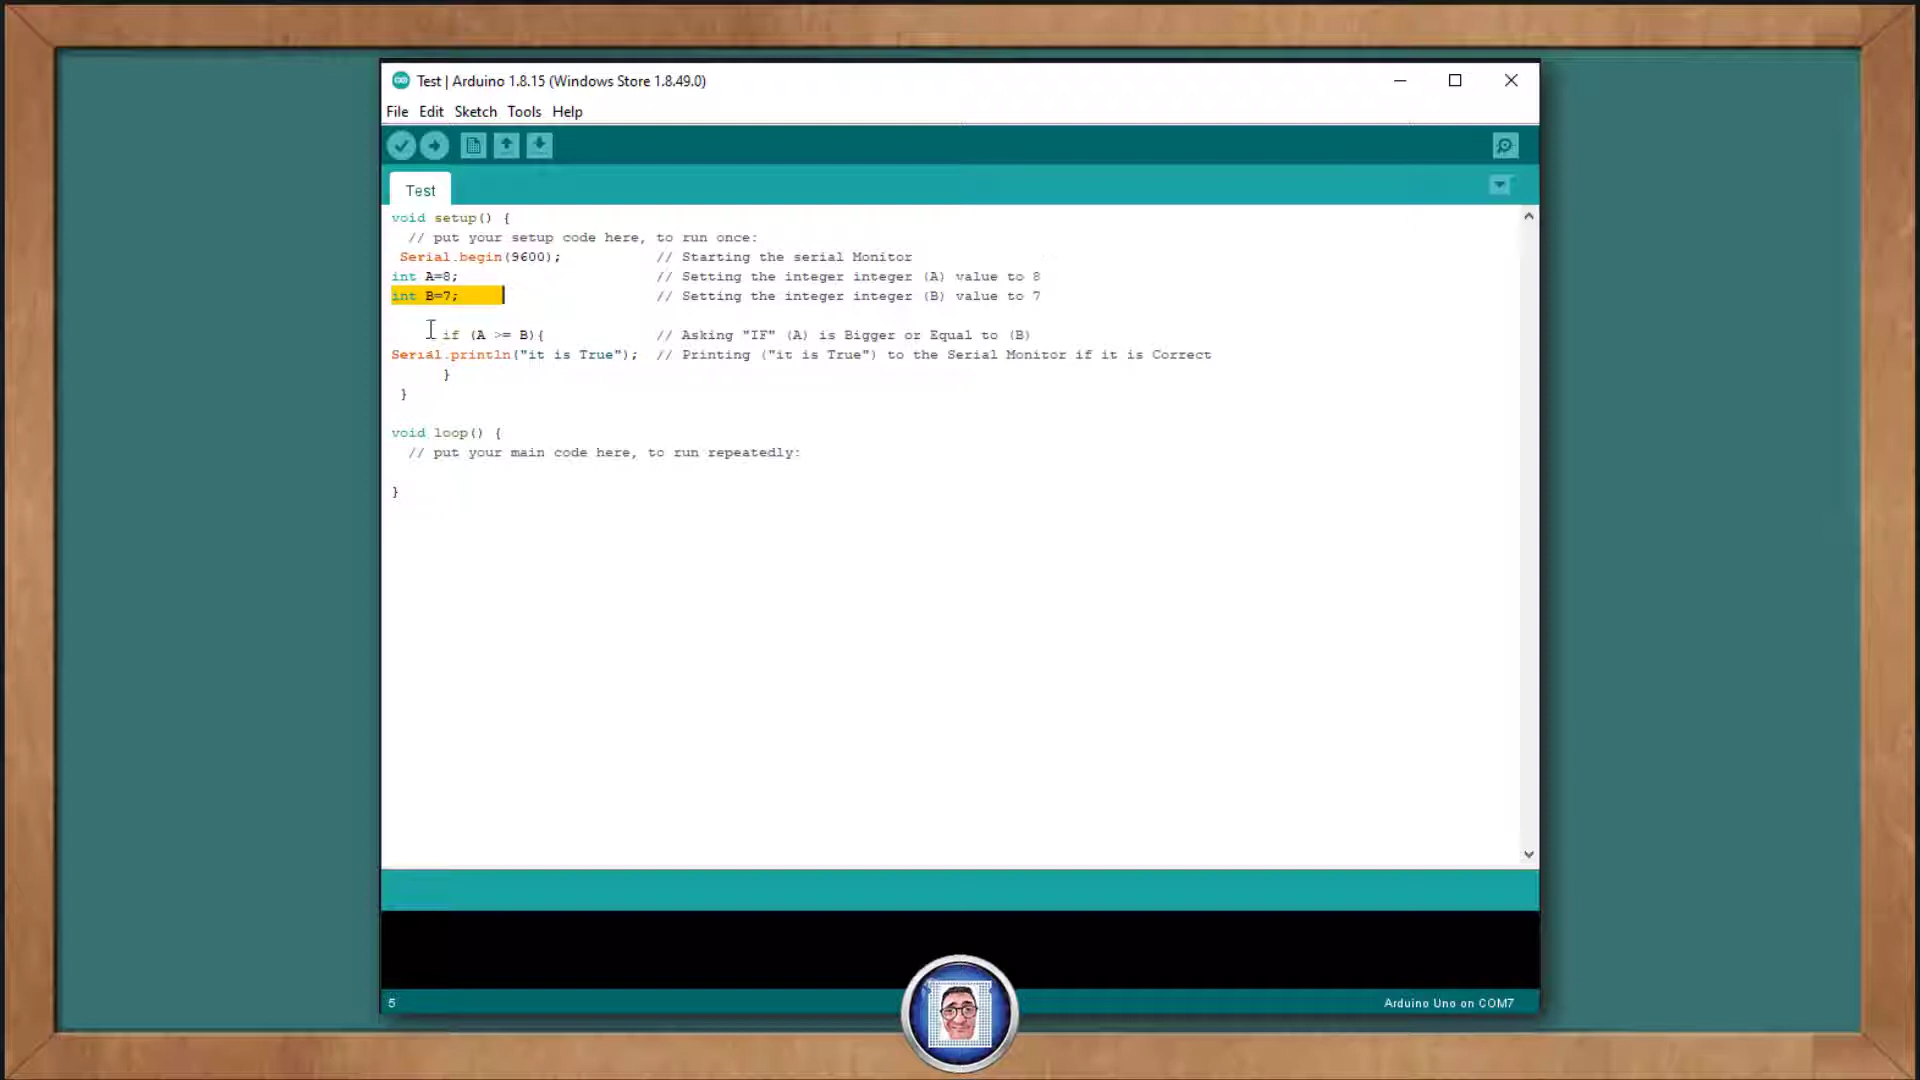 Test | Arduino 1.8.15 (Windows Store 1.8.49.0)
File Edit Sketch Tools Help
Test
void setup() {
// put your setup code here, to run once:
Serial.begin(9600); // Starting the serial Monitor
int A=8; // Setting the integer integer (A) value to 8
int B=7; // Setting the integer integer (B) value to 7
if (A >= B){ // Asking "IF" (A) is Bigger or Equal to (B)
Serial.println("it is True"); // Printing ("it is True") to the Serial Monitor if it is Correct
}
}
void loop() {
// put your main code here, to run repeatedly:
}
5 Arduino Uno on COM7